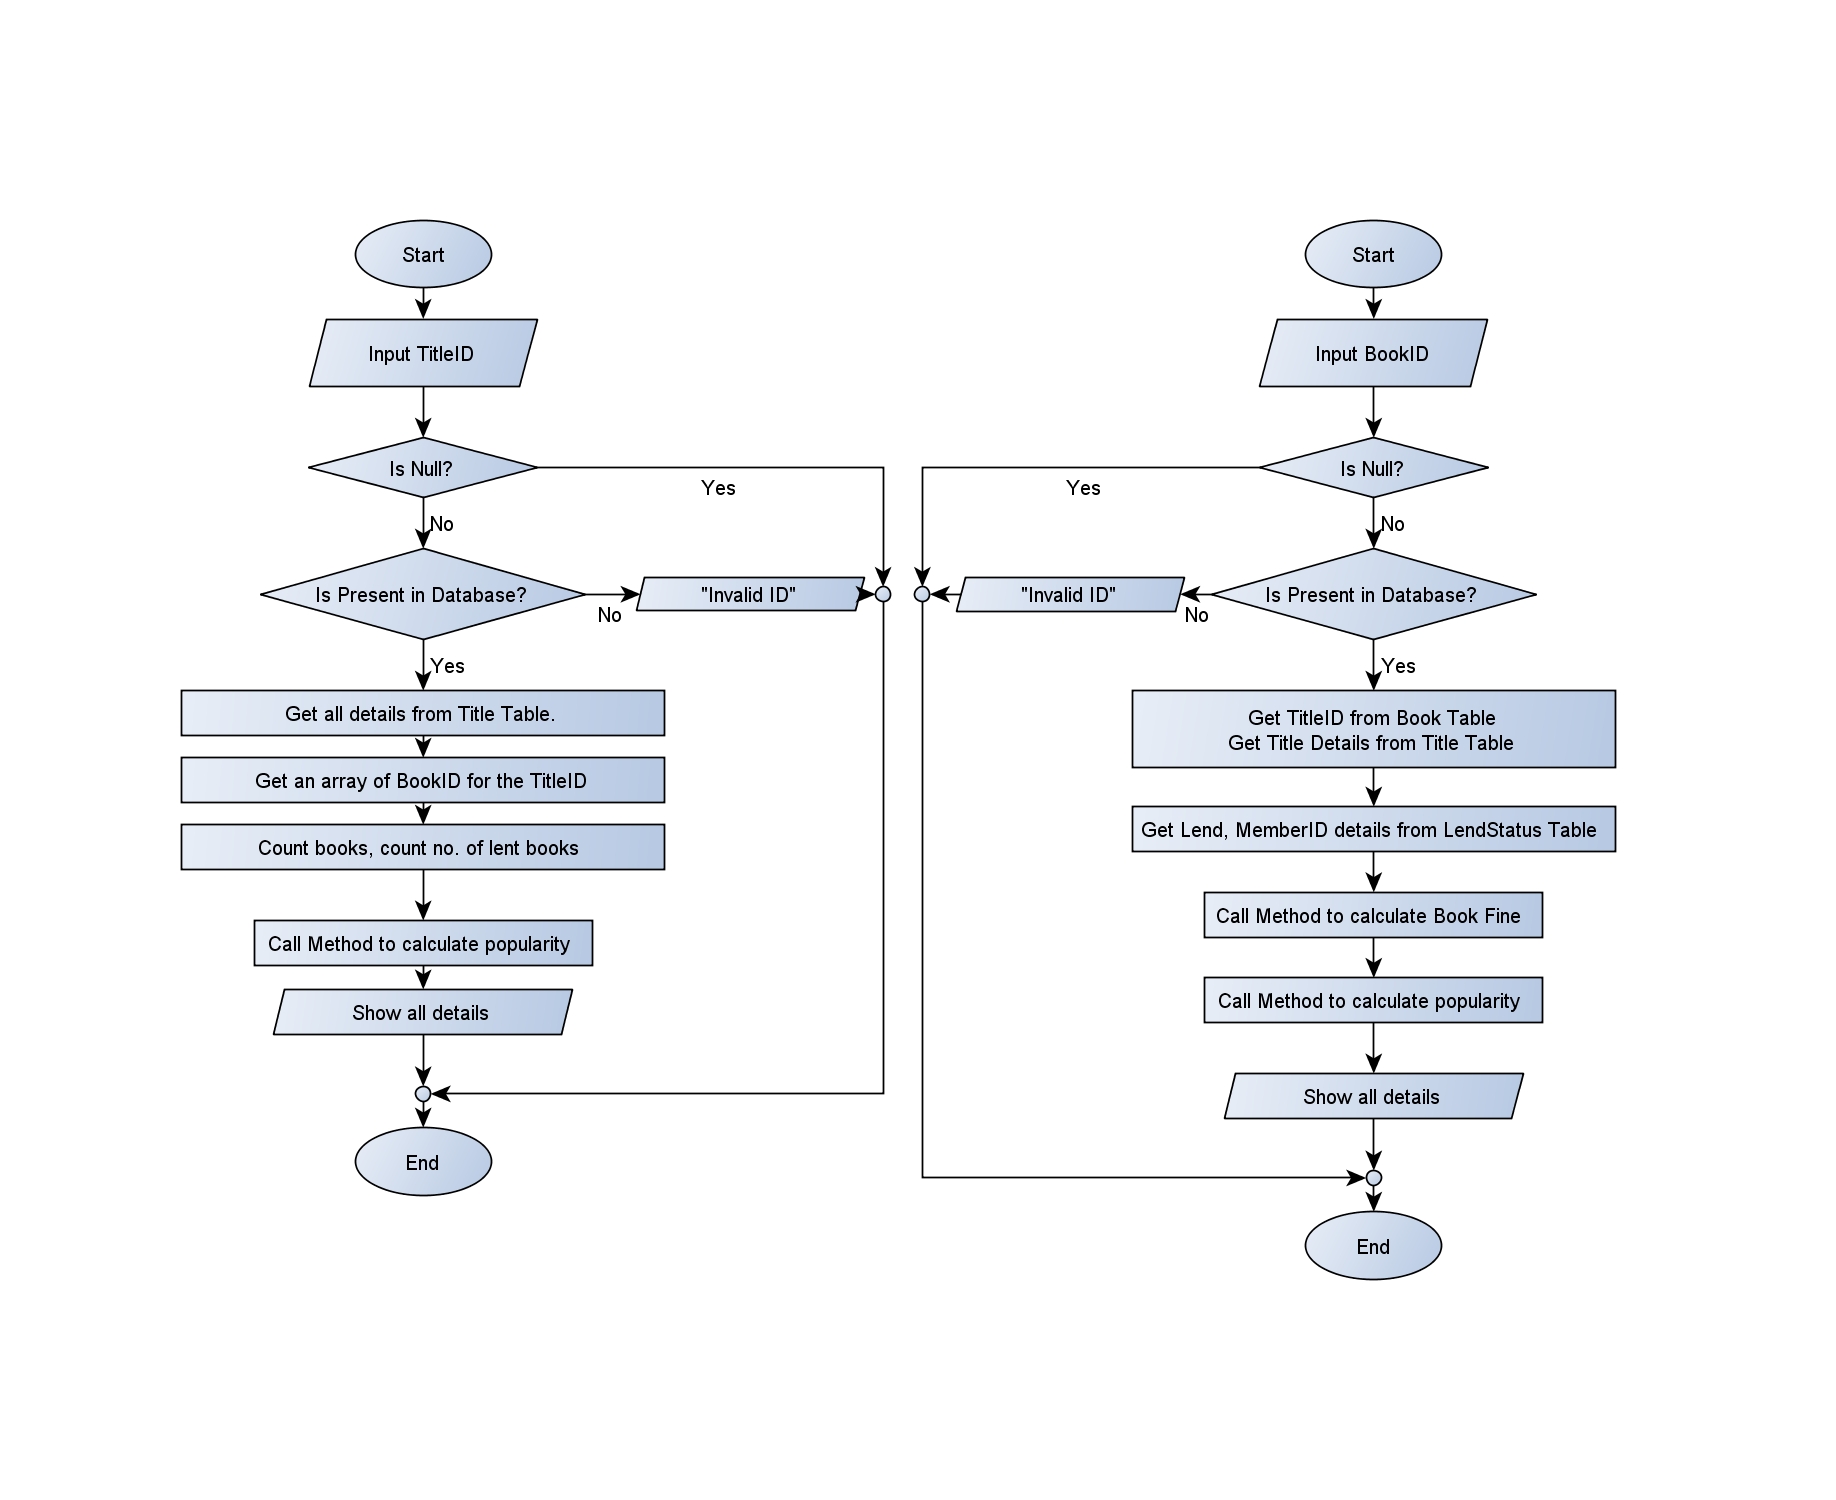 Start
Input TitleID
Is Null?
Yes
No
Is Present in Database?
No
"Invalid ID"
Yes
Get all details from Title Table.
Get an array of BookID for the TitleID
Count books, count no. of lent books
Call Method to calculate popularity
Show all details
End
Start
Input BookID
Is Null?
Yes
No
Is Present in Database?
No
"Invalid ID"
Yes
Get TitleID from Book Table
Get Title Details from Title Table
Get Lend, MemberID details from LendStatus Table
Call Method to calculate Book Fine
Call Method to calculate popularity
Show all details
End